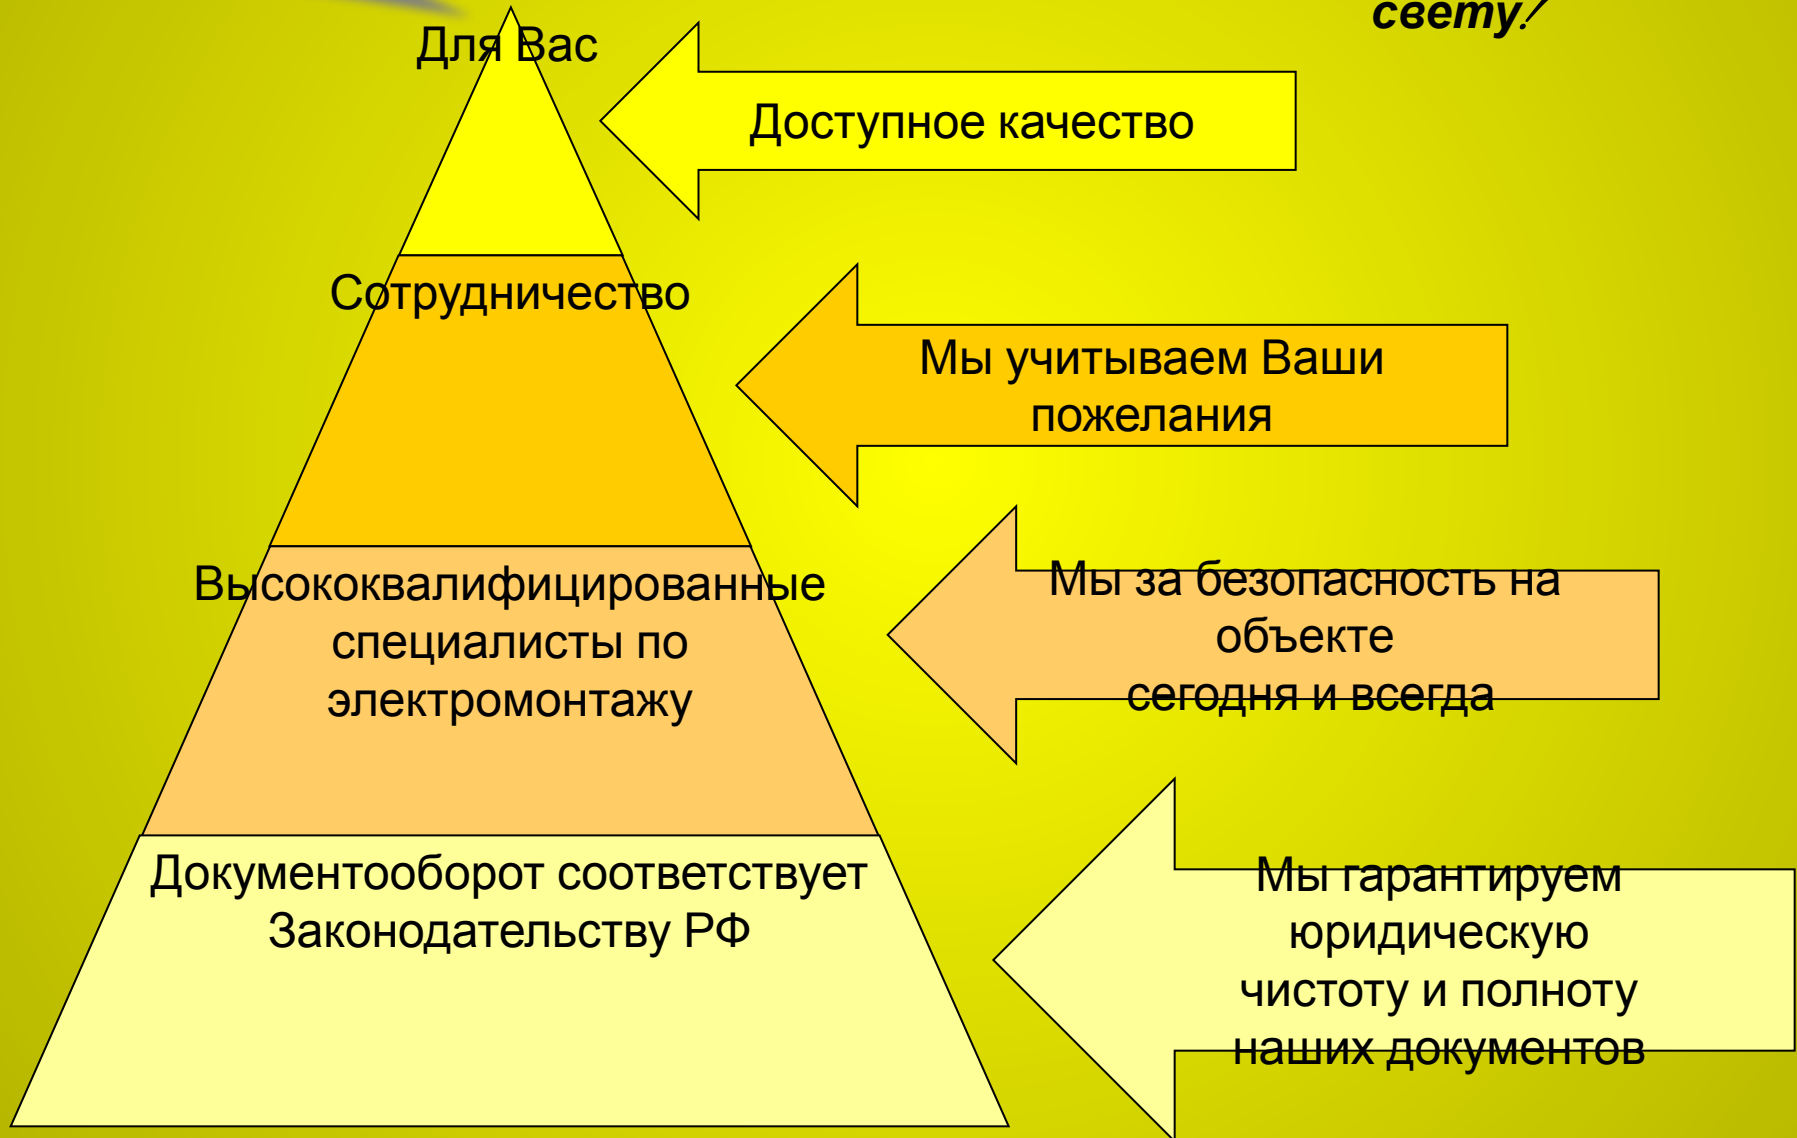 свету!
Для Вас
Доступное качество
Сотрудничество
Мы учитываем Ваши
пожелания
Высококвалифицированные
специалисты по
электромонтажу
Мы за безопасность на
объекте
сегодня и всегда
Документооборот соответствует
Законодательству РФ
Мы гарантируем
юридическую
чистоту и полноту
наших документов